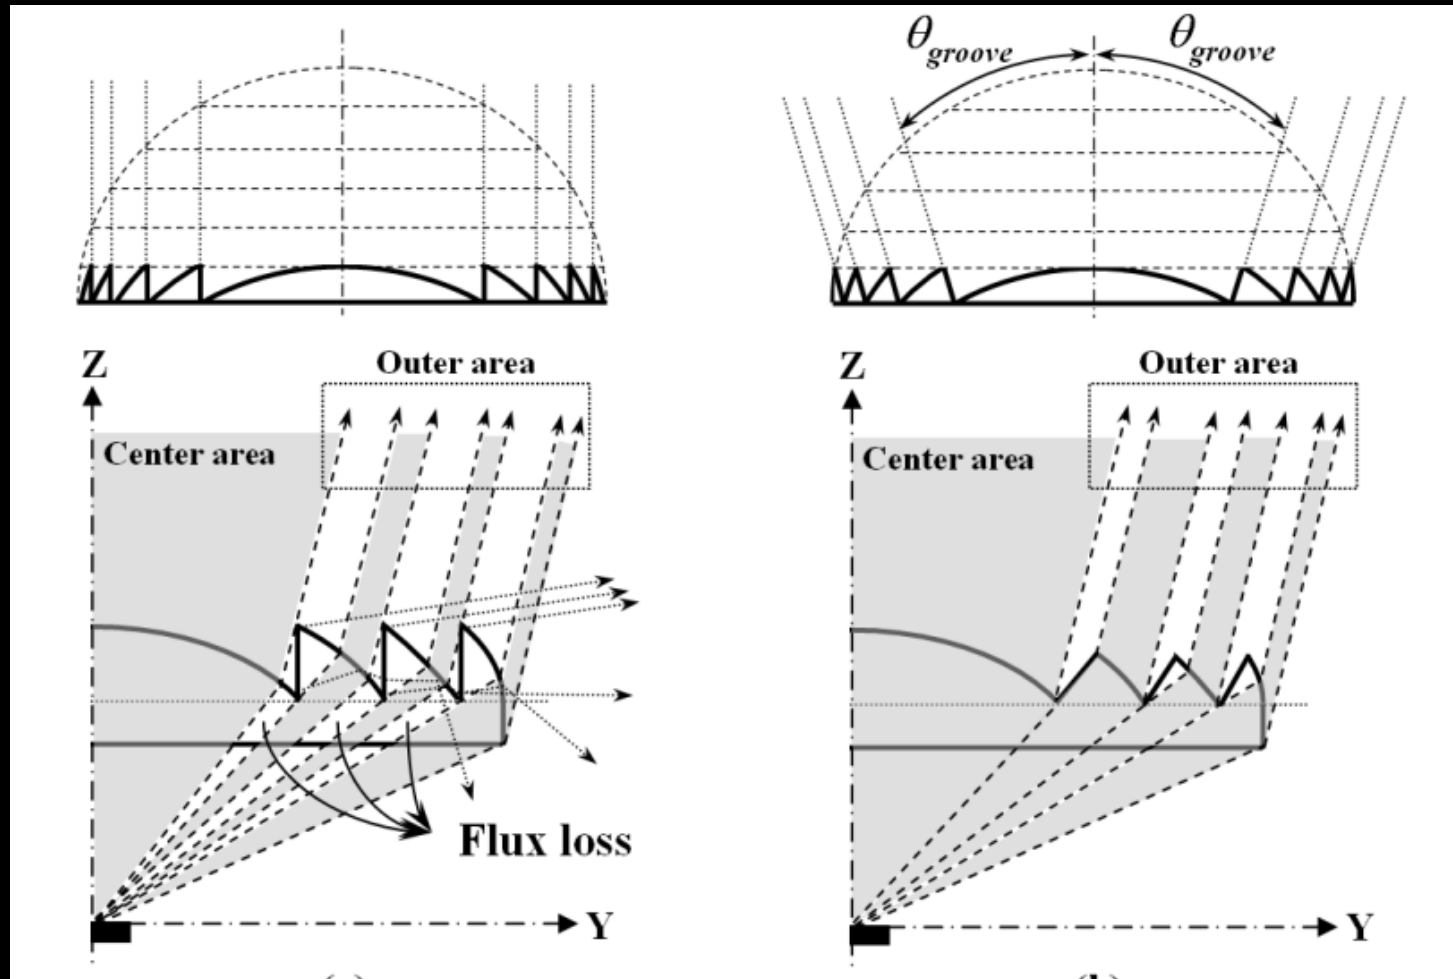 θgroove θgroove
Z
Outer area
Center area
Flux loss
Y
Z
Outer area
Center area
Y